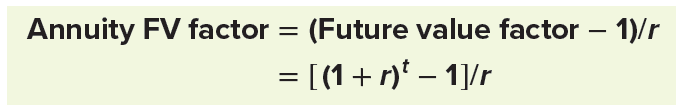 Annuity FV factor = (Future value factor – 1)/r
= [(1 + r)ᵗ – 1]/r